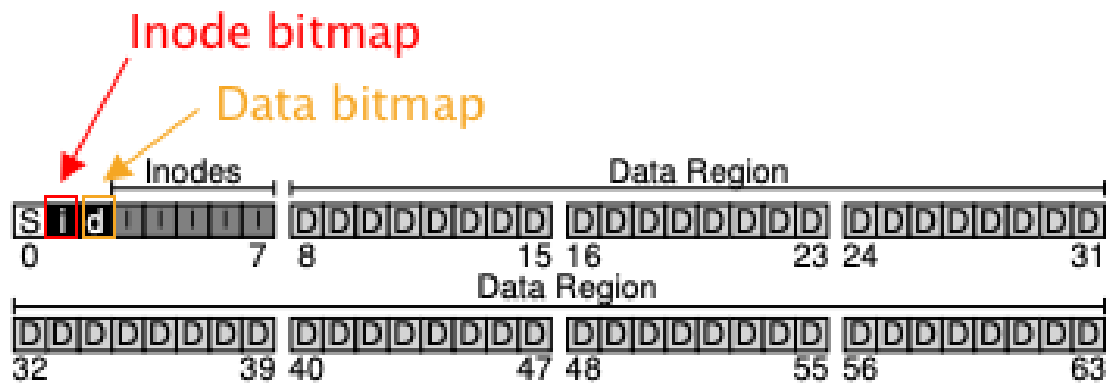 Inode bitmap
Data bitmap
Inodes Data Region
S i d I I I I I D D D D D D D D D D D D D D D D D D D D D D D D
0 7 8 15 16 23 24 31
Data Region
D D D D D D D D D D D D D D D D D D D D D D D D D D D D D D D D
32 39 40 47 48 55 56 63